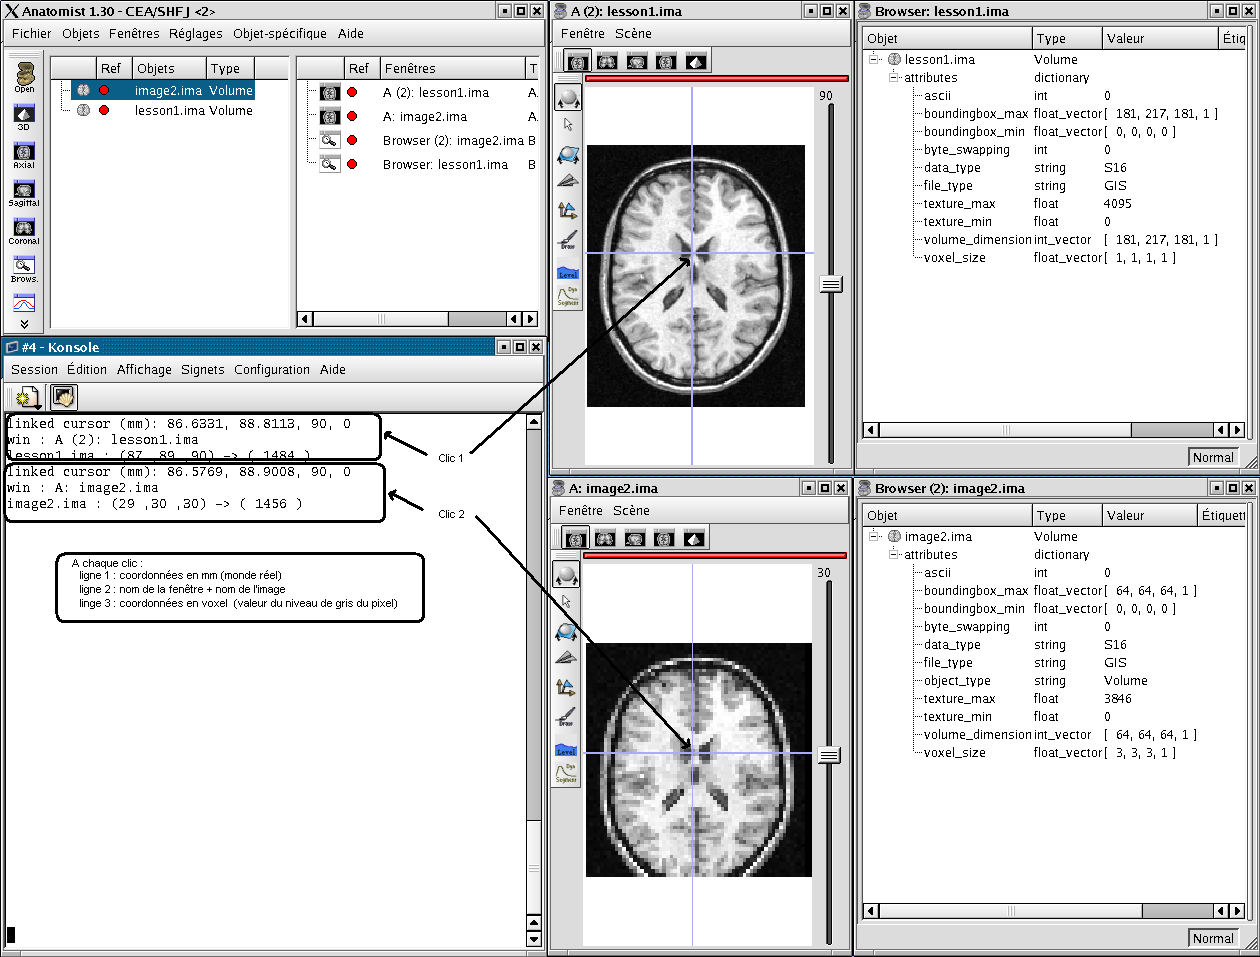 Anatomist 1.30 - CEA/SHFJ <2>
Fichier Objets Fenêtres Réglages Objet-spécifique Aide
Open
3D
Axial
Sagittal
Coronal
Brows.
Ref Objets Type
image2.ima Volume
lesson1.ima Volume
Ref Fenêtres T
A (2): lesson1.ima A.
A: image2.ima A.
Browser (2): image2.ima B
Browser: lesson1.ima B
#4 - Konsole
Session Édition Affichage Signets Configuration Aide
linked cursor (mm): 86.6331, 88.8113, 90, 0
win : A (2): lesson1.ima
lesson1.ima : (87 ,89 ,90) -> ( 1484 )
linked cursor (mm): 86.5769, 88.9008, 90, 0
win : A: image2.ima
image2.ima : (29 ,30 ,30) -> ( 1456 )
Clic 1
Clic 2
A chaque clic :
ligne 1 : coordonnées en mm (monde réel)
ligne 2 : nom de la fenêtre + nom de l'image
linge 3 : coordonnées en voxel (valeur du niveau de gris du pixel)
A (2): lesson1.ima
Fenêtre Scène
Draw
Level
Dyn
Segment
90
A: image2.ima
Fenêtre Scène
Draw
Level
Dyn
Segment
30
Browser: lesson1.ima
Objet Type Valeur Étiq
lesson1.ima Volume
attributes dictionary
ascii int 0
boundingbox_max float_vector [ 181, 217, 181, 1 ]
boundingbox_min float_vector [ 0, 0, 0, 0 ]
byte_swapping int 0
data_type string S16
file_type string GIS
texture_max float 4095
texture_min float 0
volume_dimension int_vector [ 181, 217, 181, 1 ]
voxel_size float_vector [ 1, 1, 1, 1 ]
Normal
Browser (2): image2.ima
Objet Type Valeur Étiquett
image2.ima Volume
attributes dictionary
ascii int 0
boundingbox_max float_vector [ 64, 64, 64, 1 ]
boundingbox_min float_vector [ 0, 0, 0, 0 ]
byte_swapping int 0
data_type string S16
file_type string GIS
object_type string Volume
texture_max float 3846
texture_min float 0
volume_dimension int_vector [ 64, 64, 64, 1 ]
voxel_size float_vector [ 3, 3, 3, 1 ]
Normal